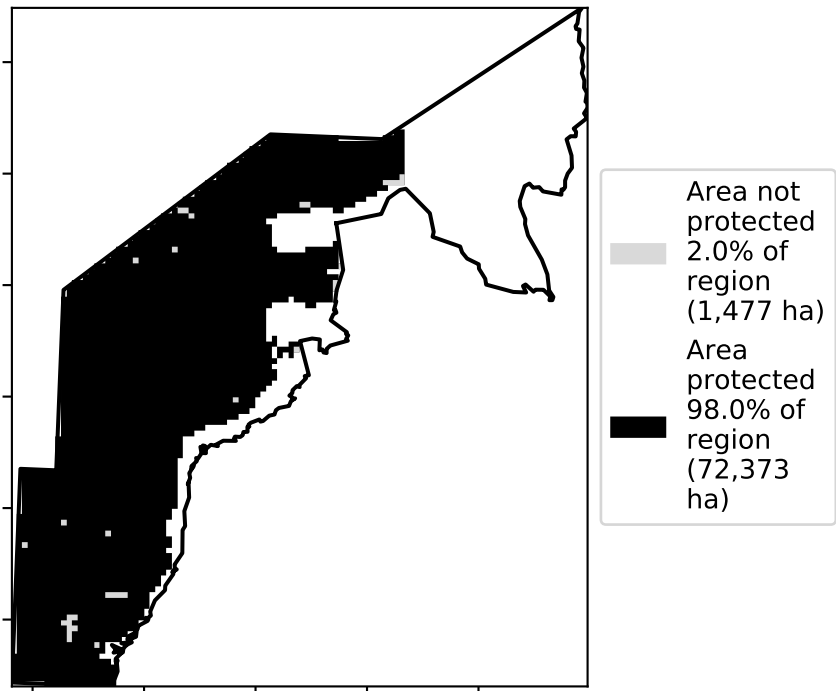 Area not
protected
2.0% of
region
(1,477 ha)
Area
protected
98.0% of
region
(72,373
ha)